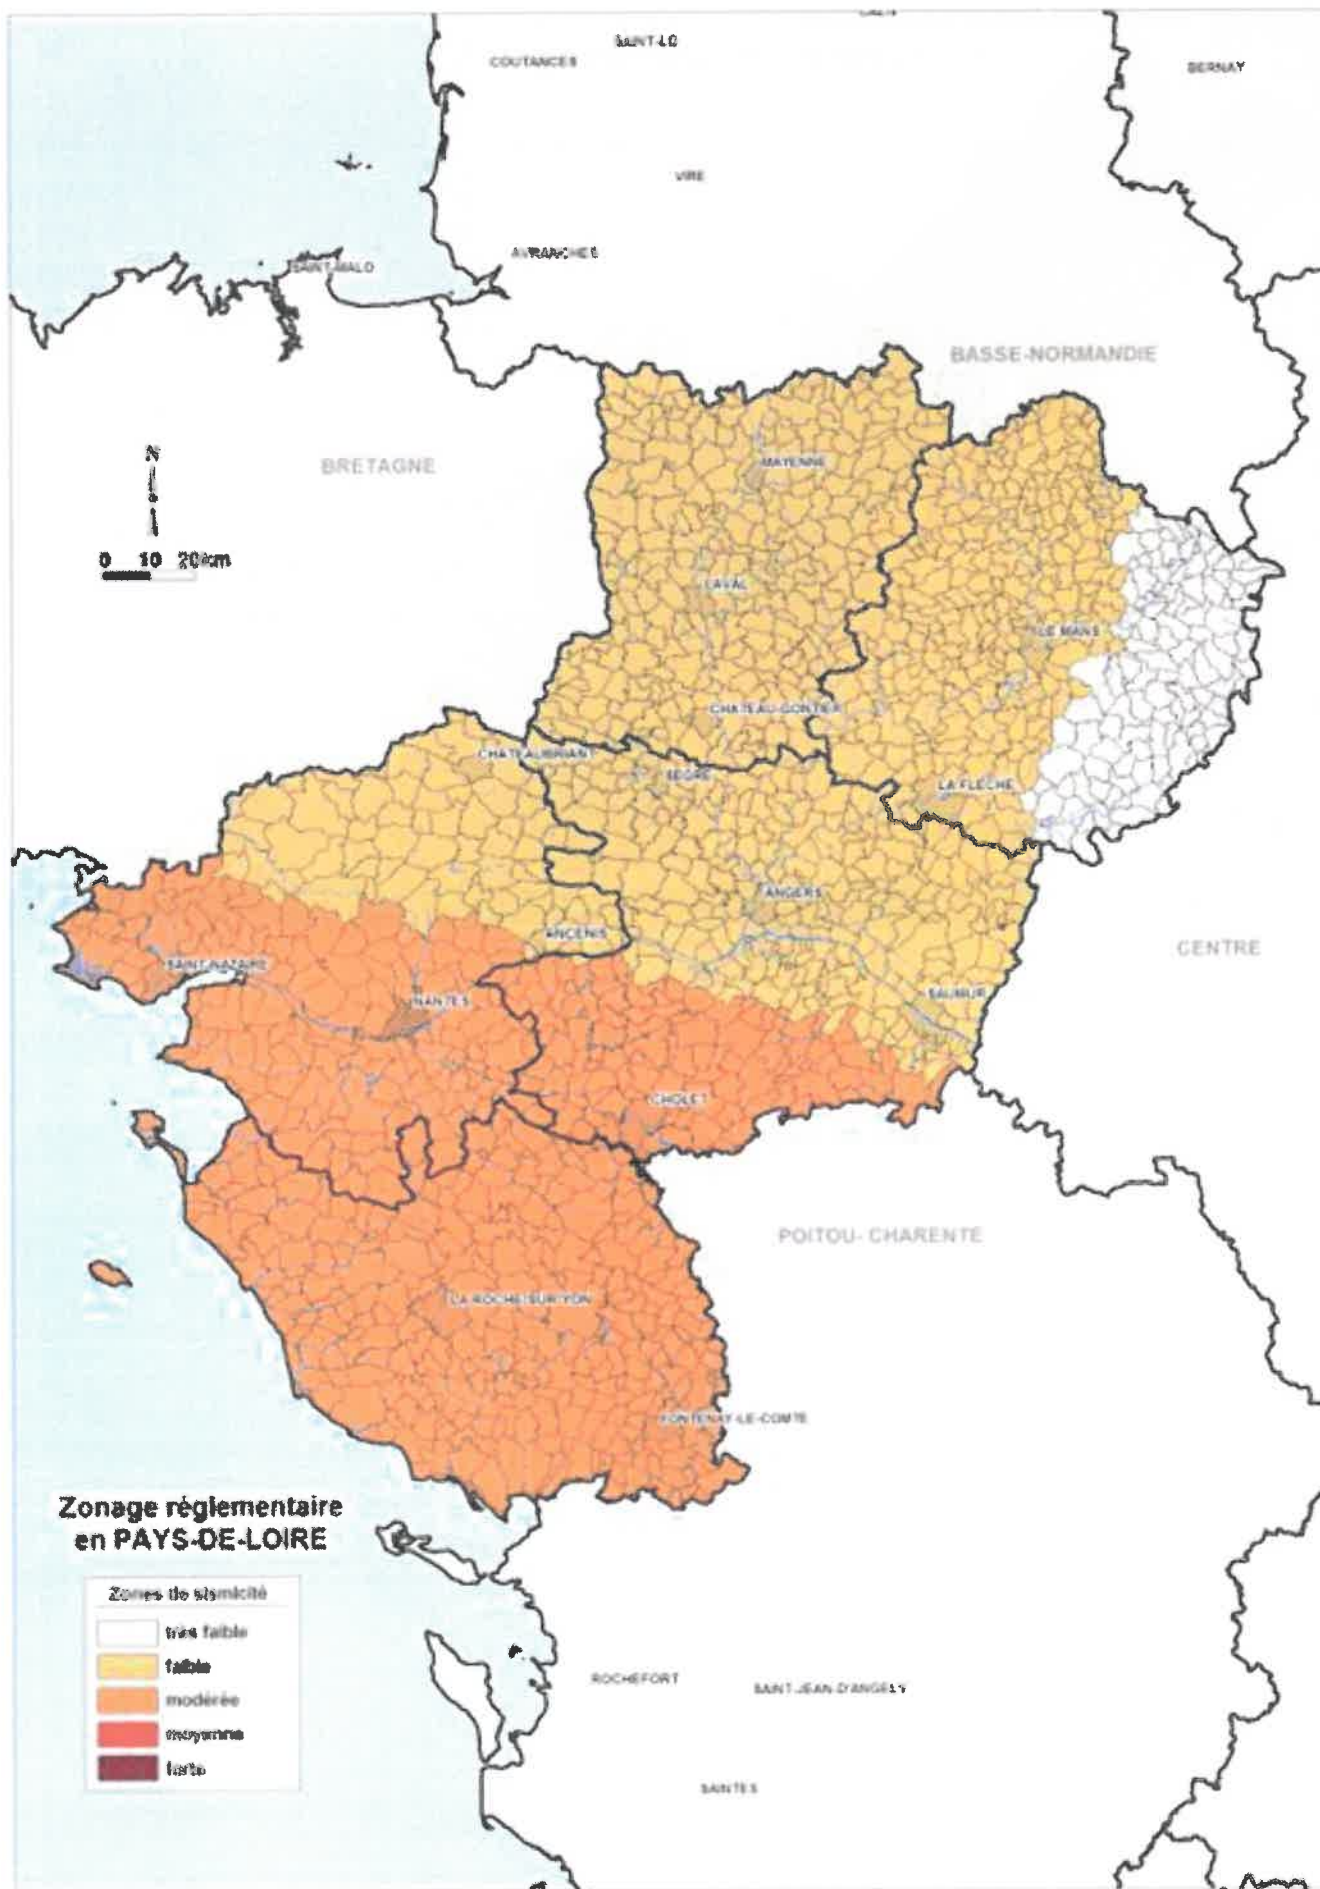 COUTANCES
SAINT-LO
CAEN
BERNAY
VIRE
AVRANCHES
SAINT-MALO
BASSE-NORMANDIE
BRETAGNE
N
0 10 20 km
MAYENNE
LAVAL
LE MANS
CHATEAU-GONTIER
CHATEAUBRIANT
SEGRE
LA FLECHE
ANGERS
ANCENIS
CENTRE
SAINT-NAZAIRE
NANTES
SAUMUR
CHOLET
POITOU- CHARENTE
LA ROCHE-SUR-YON
FONTENAY-LE-COMTE
Zonage réglementaire
en PAYS-DE-LOIRE
Zones de sismicité
très faible
faible
modérée
moyenne
forte
ROCHEFORT
SAINT-JEAN-D'ANGELY
SAINTES